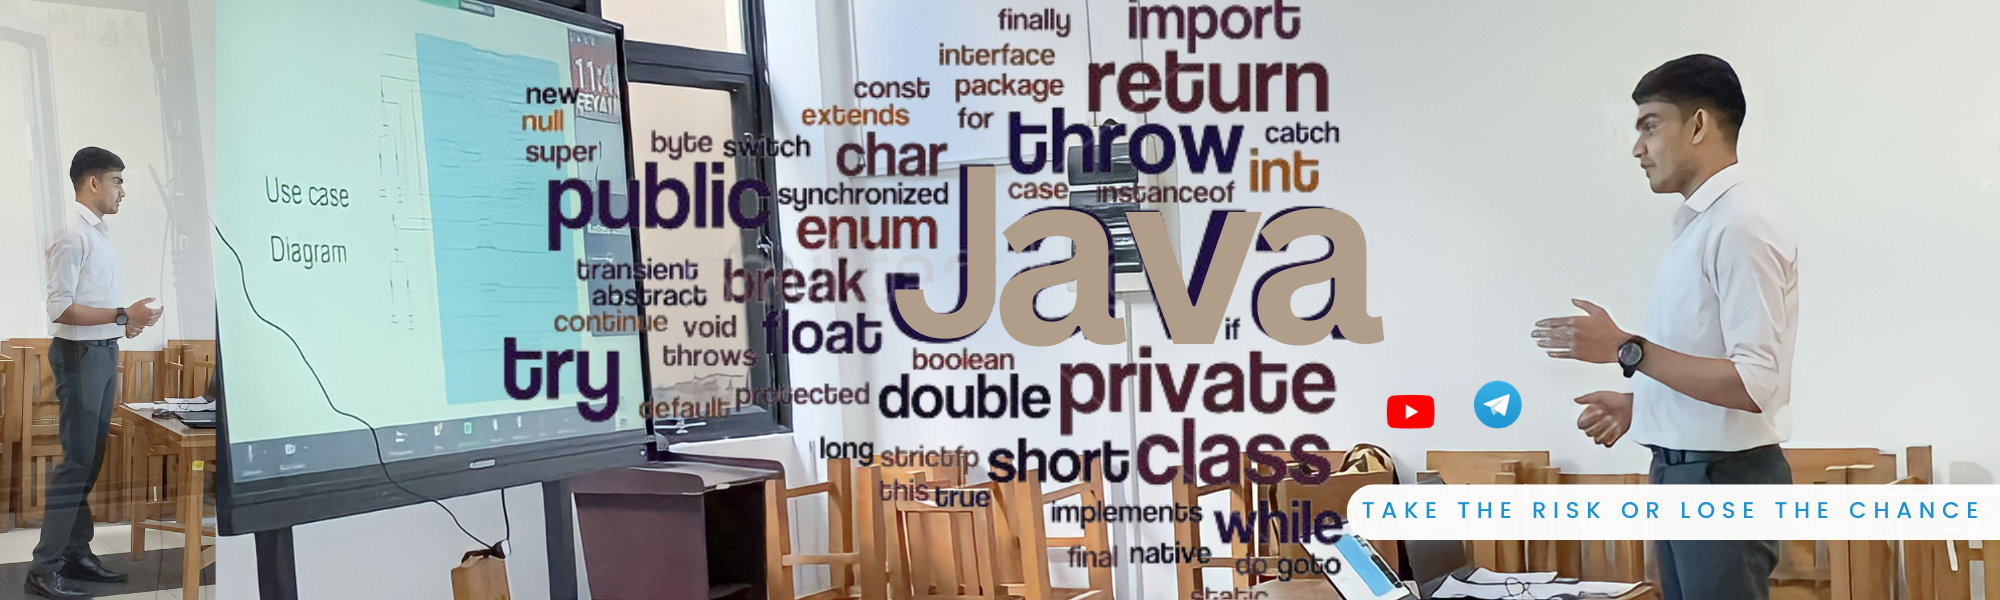 Use case
Diagram
11:4
new
null
super
byte switch
public
transient
abstract
continue void
throws
try
default protected
finally
import
interface
const package
return
extends for
char
throw catch
synchronized
case instanceof int
enum
Java
break
float
if
boolean
double private
long strictfp short class
this true
implements while
final native do goto
static
TAKE THE RISK OR LOSE THE CHANCE